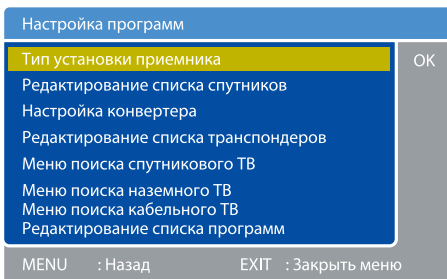 Настройка программ
Тип установки приемника OK
Редактирование списка спутников
Настройка конвертера
Редактирование списка транспондеров
Меню поиска спутникового ТВ
Меню поиска наземного ТВ
Меню поиска кабельного ТВ
Редактирование списка программ
MENU : Назад EXIT : Закрыть меню